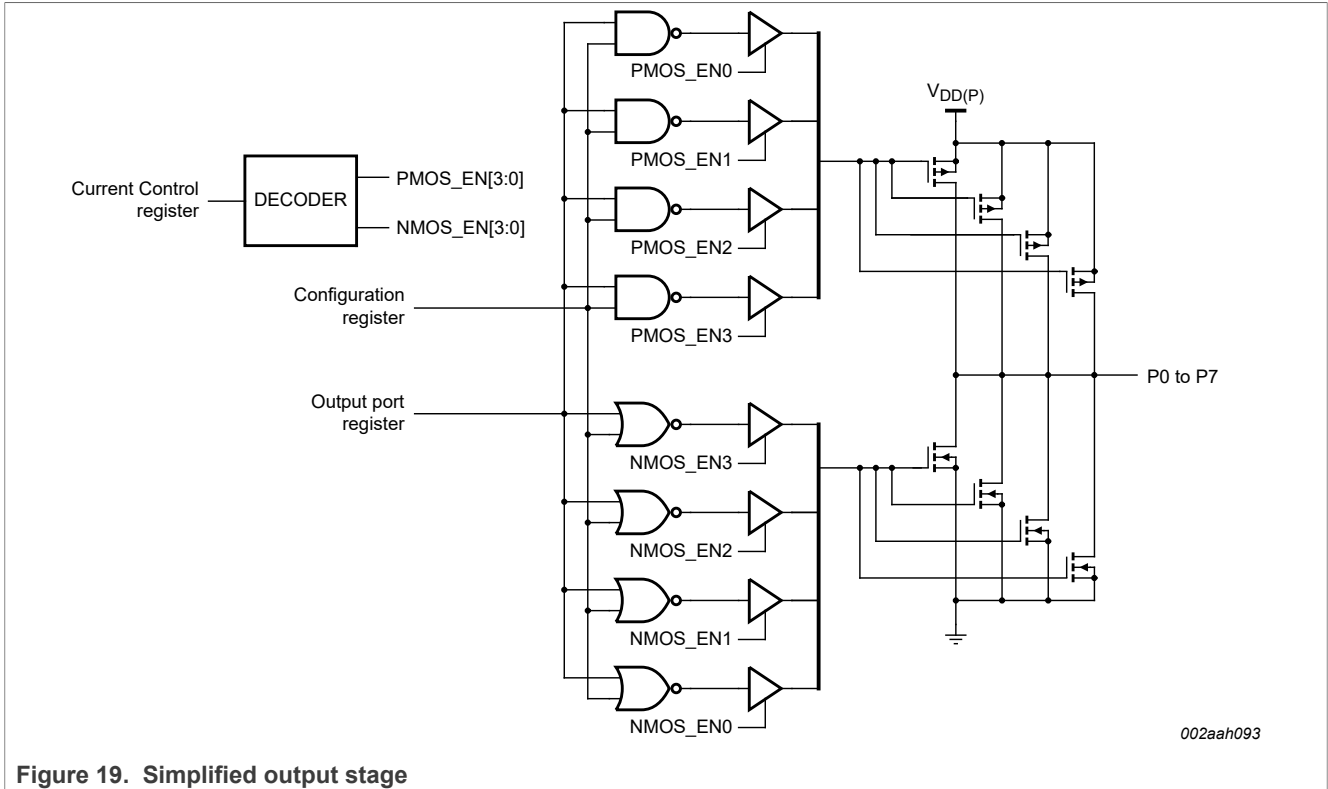 PMOS_EN0
V_DD(P)
PMOS_EN1
Current Control
register
DECODER
PMOS_EN[3:0]
NMOS_EN[3:0]
PMOS_EN2
Configuration
register
PMOS_EN3
P0 to P7
Output port
register
NMOS_EN3
NMOS_EN2
NMOS_EN1
NMOS_EN0
002aah093
Figure 19. Simplified output stage